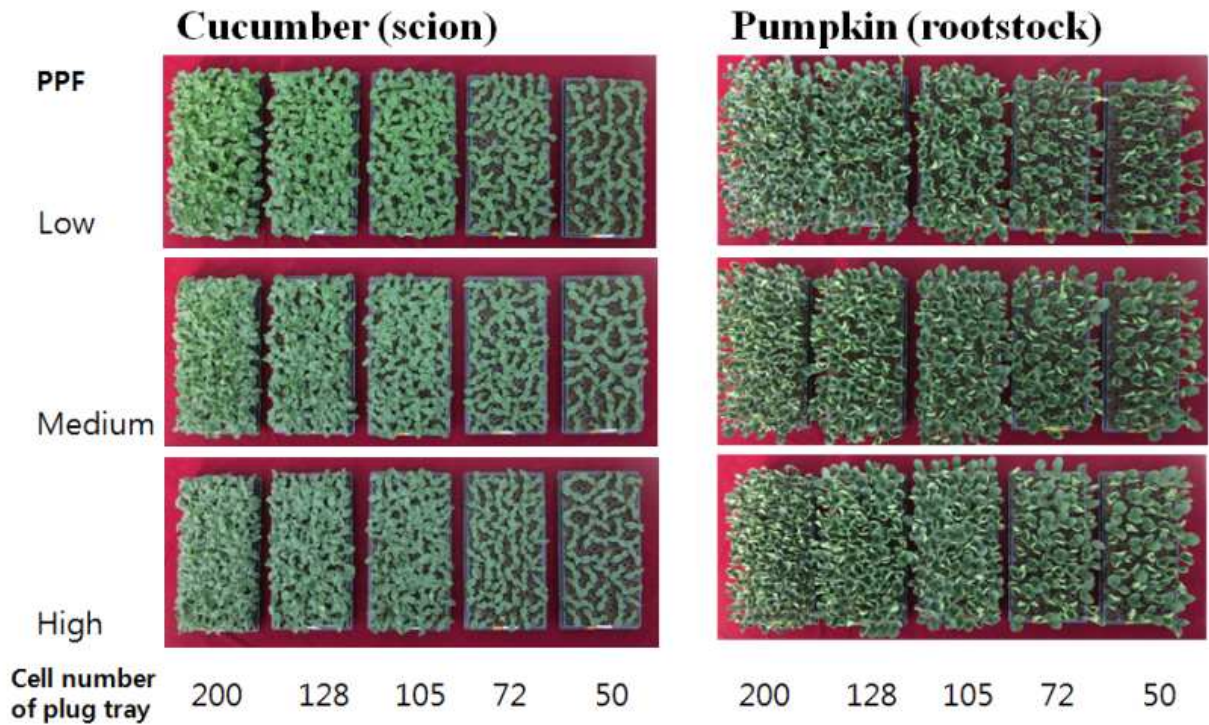 Cucumber (scion)
Pumpkin (rootstock)
PPF
Low
Medium
High
Cell number
of plug tray
200 128 105 72 50
200 128 105 72 50